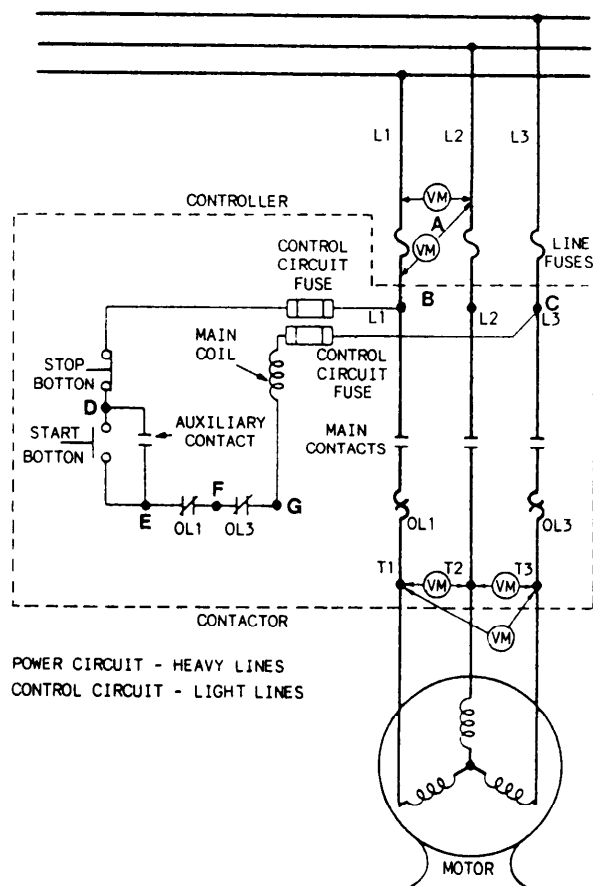 L1
L2
L3
VM
CONTROLLER
A
VM
CONTROL
CIRCUIT
FUSE
LINE
FUSES
B
C
L1
L2
L3
MAIN
COIL
CONTROL
CIRCUIT
FUSE
STOP
BOTTON
D
AUXILIARY
CONTACT
START
BOTTON
MAIN
CONTACTS
F
G
E
OL1
OL3
OL1
OL3
T1
T2
T3
VM
VM
CONTACTOR
VM
POWER CIRCUIT - HEAVY LINES
CONTROL CIRCUIT - LIGHT LINES
MOTOR